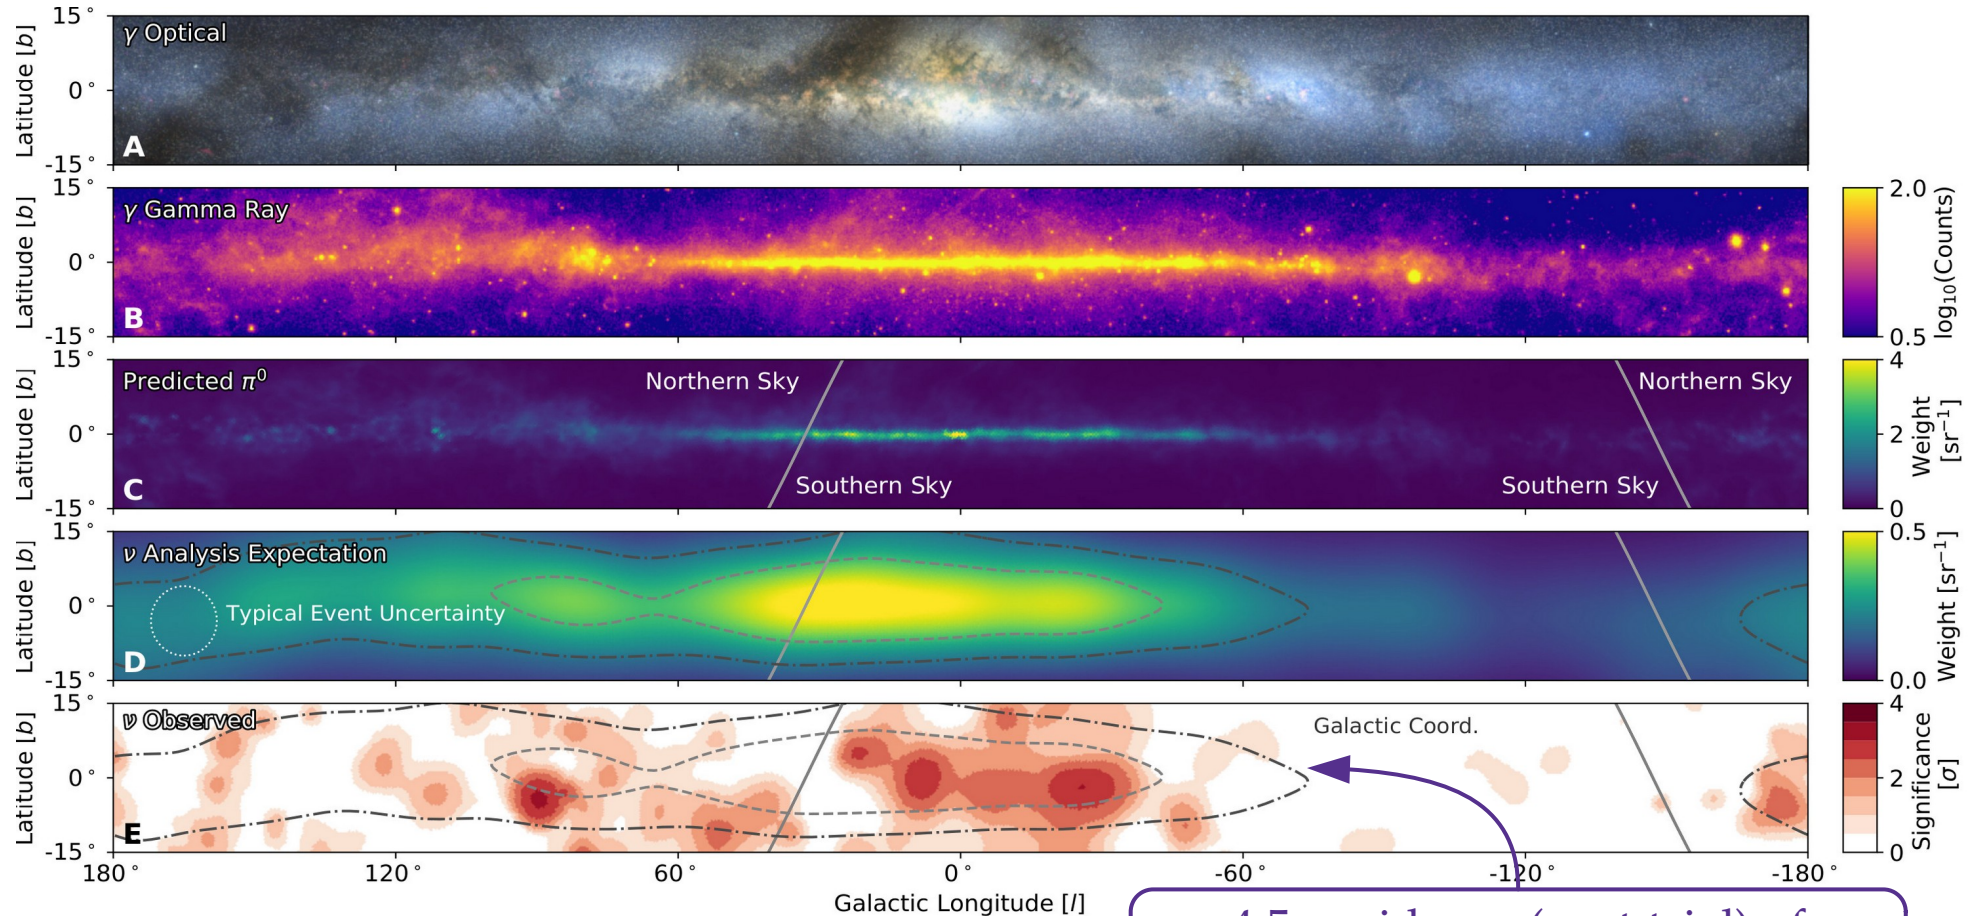 15°
γ Optical
Latitude [b]
0°
A
-15°
15°
γ Gamma Ray
Latitude [b]
0°
B
-15°
2.0
log10(Counts)
0.5
15°
Predicted π0
Northern Sky
Northern Sky
Latitude [b]
0°
Southern Sky
Southern Sky
C
-15°
4
2
0
Weight
[sr−1]
15°
ν Analysis Expectation
Latitude [b]
0°
Typical Event Uncertainty
D
-15°
0.5
Weight [sr−1]
0.0
15°
ν Observed
Galactic Coord.
Latitude [b]
0°
E
-15°
4
2
0
Significance
[σ]
180° 120° 60° 0° -60° -120° -180°
Galactic Longitude [l]